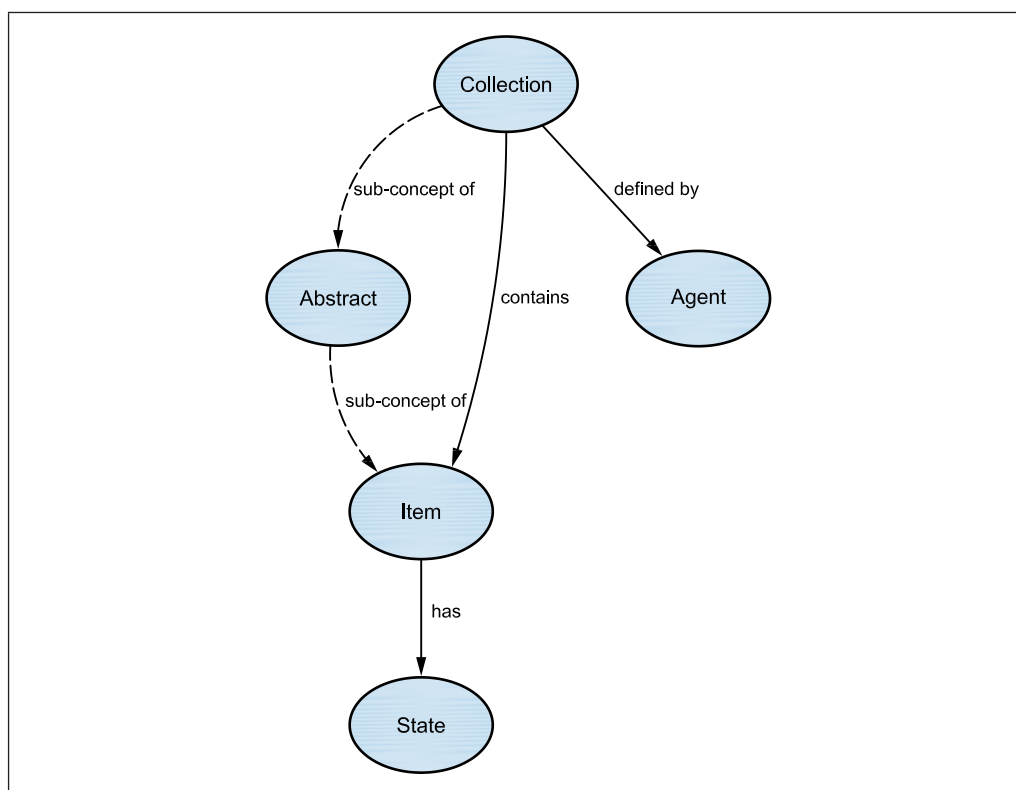 Collection
sub-concept of
defined by
Abstract
contains
Agent
sub-concept of
Item
has
State